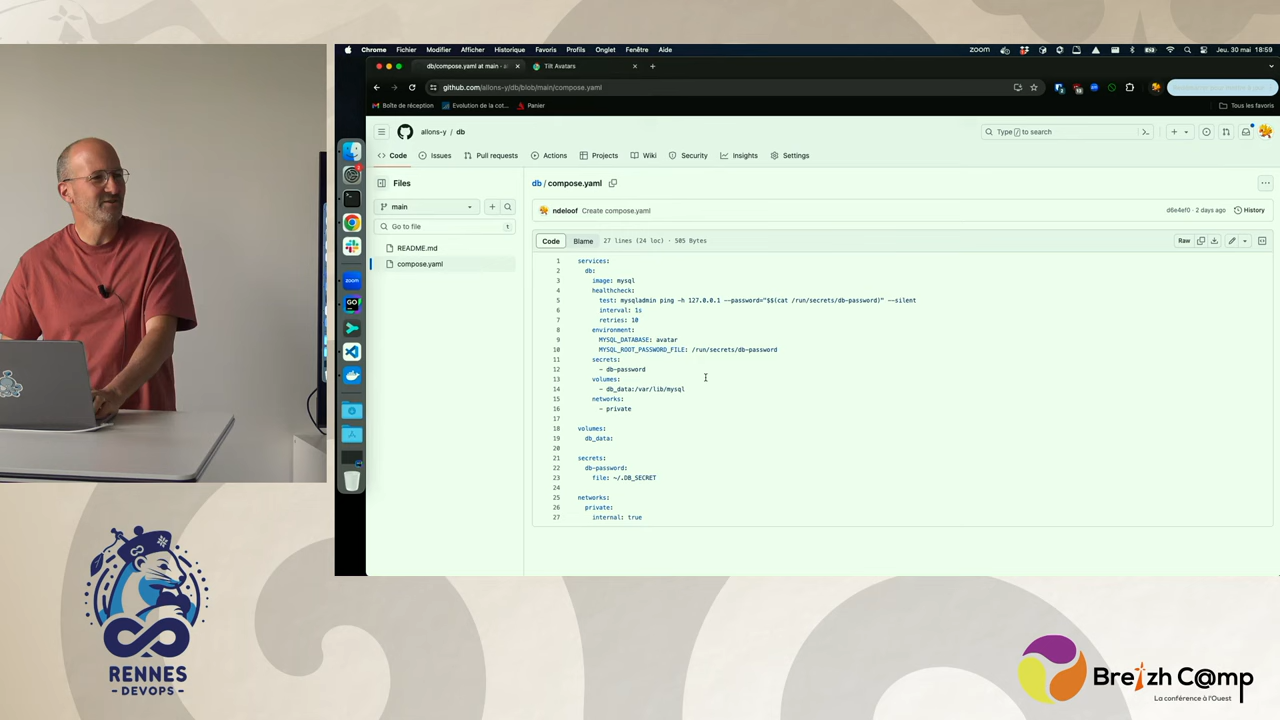 Chrome Fichier Modifier Afficher Historique Favoris Profils Onglet Fenêtre Aide
zoom
Jeu. 30 mai 18:59
db/compose.yaml at main
Tilt Avatars
github.com/allons-y/db/blob/main/compose.yaml
Boîte de réception
Evolution de la cot...
Panier
Tous les favoris
allons-y / db
Type / to search
Code
Issues
Pull requests
Actions
Projects
Wiki
Security
Insights
Settings
Files
db / compose.yaml
main
ndeloof Create compose.yaml
d6e4ef0 · 2 days ago
History
Go to file
t
README.md
compose.yaml
Code
Blame
27 lines (24 loc) · 505 Bytes
Raw
1 services:
2 db:
3 image: mysql
4 healthcheck:
5 test: mysqladmin ping -h 127.0.0.1 --password="$$(cat /run/secrets/db-password)" --silent
6 interval: 1s
7 retries: 10
8 environment:
9 MYSQL_DATABASE: avatar
10 MYSQL_ROOT_PASSWORD_FILE: /run/secrets/db-password
11 secrets:
12 - db-password
13 volumes:
14 - db_data:/var/lib/mysql
15 networks:
16 - private
17
18 volumes:
19 db_data:
20
21 secrets:
22 db-password:
23 file: ~/.DB_SECRET
24
25 networks:
26 private:
27 internal: true
zoom
GO
RENNES
- DEVOPS -
Breizh C@mp
La conférence à l'Ouest